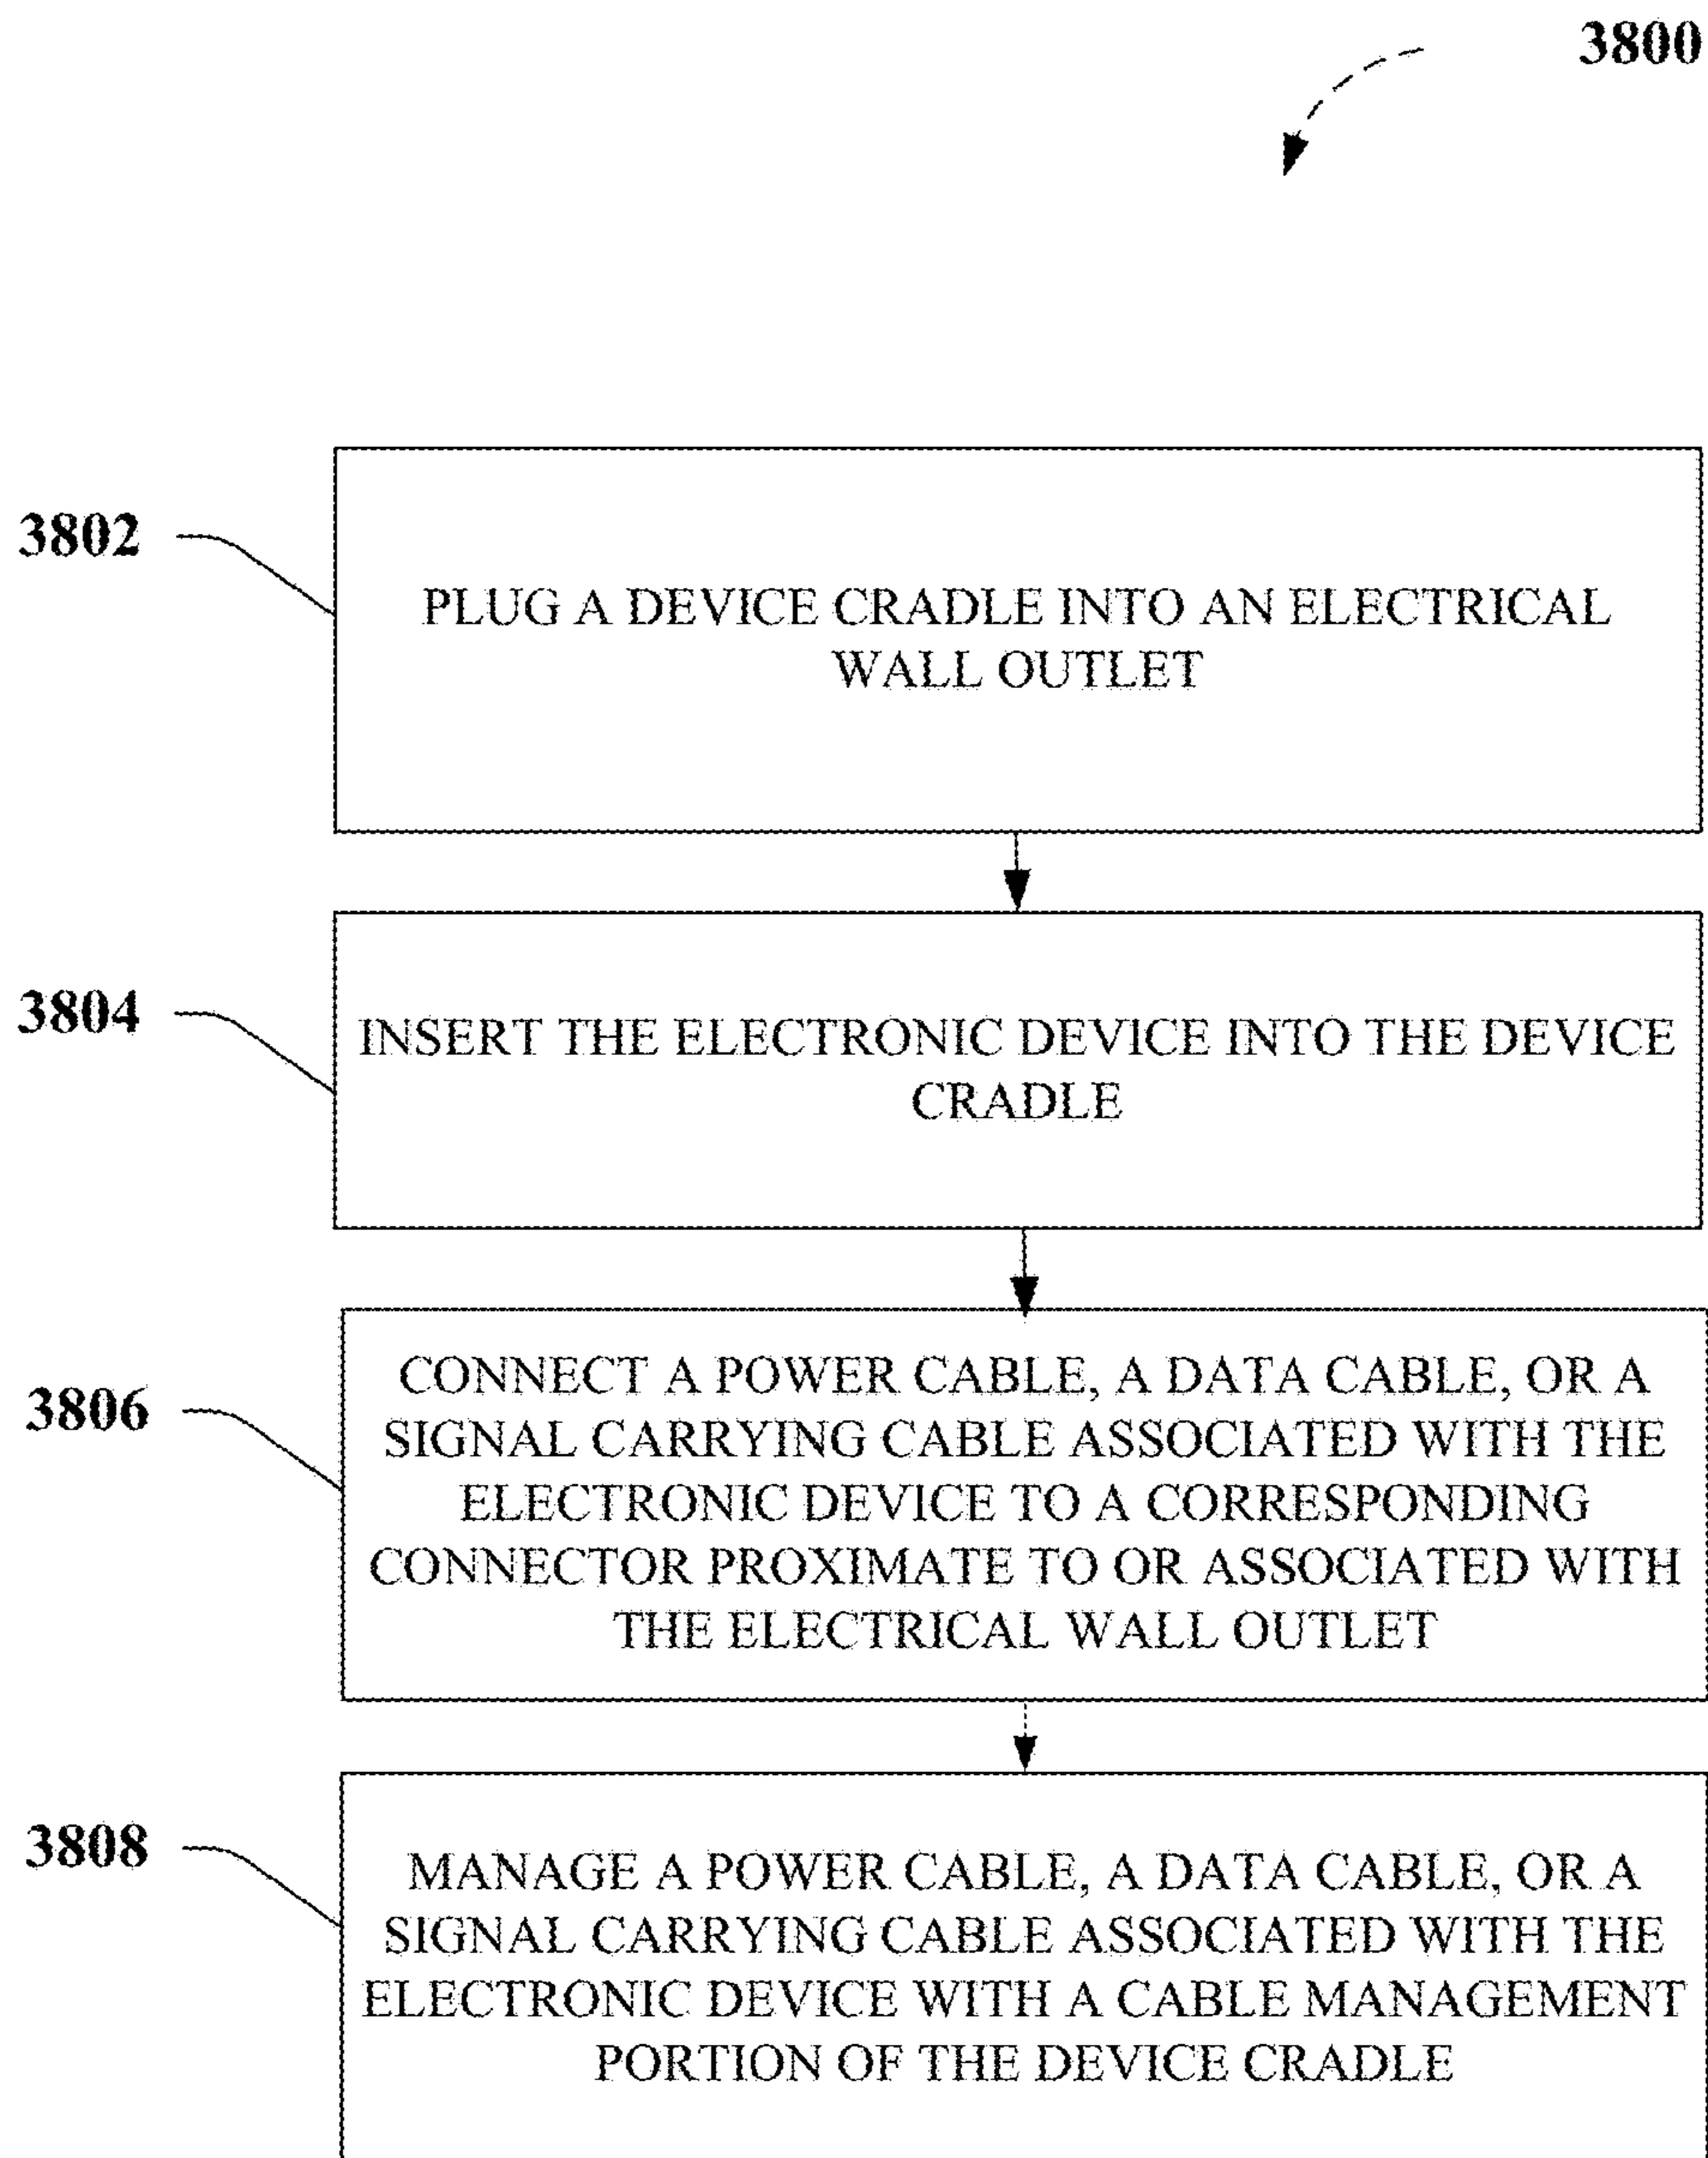 3800
3802
PLUG A DEVICE CRADLE INTO AN ELECTRICAL
WALL OUTLET
3804
INSERT THE ELECTRONIC DEVICE INTO THE DEVICE
CRADLE
3806
CONNECT A POWER CABLE, A DATA CABLE, OR A
SIGNAL CARRYING CABLE ASSOCIATED WITH THE
ELECTRONIC DEVICE TO A CORRESPONDING
CONNECTOR PROXIMATE TO OR ASSOCIATED WITH
THE ELECTRICAL WALL OUTLET
3808
MANAGE A POWER CABLE, A DATA CABLE, OR A
SIGNAL CARRYING CABLE ASSOCIATED WITH THE
ELECTRONIC DEVICE WITH A CABLE MANAGEMENT
PORTION OF THE DEVICE CRADLE